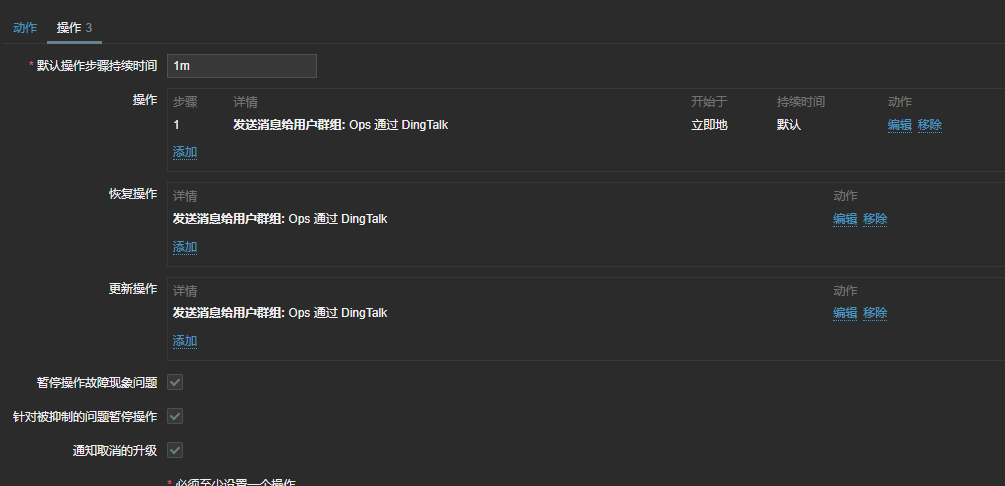 动作 操作 3
* 默认操作步骤持续时间 1m
操作 步骤 详情 开始于 持续时间 动作
1 发送消息给用户群组: Ops 通过 DingTalk 立即地 默认 编辑 移除
添加
恢复操作 详情 动作
发送消息给用户群组: Ops 通过 DingTalk 编辑 移除
添加
更新操作 详情 动作
发送消息给用户群组: Ops 通过 DingTalk 编辑 移除
添加
暂停操作故障现象问题
针对被抑制的问题暂停操作
通知取消的升级
* 必须至少设置一个操作